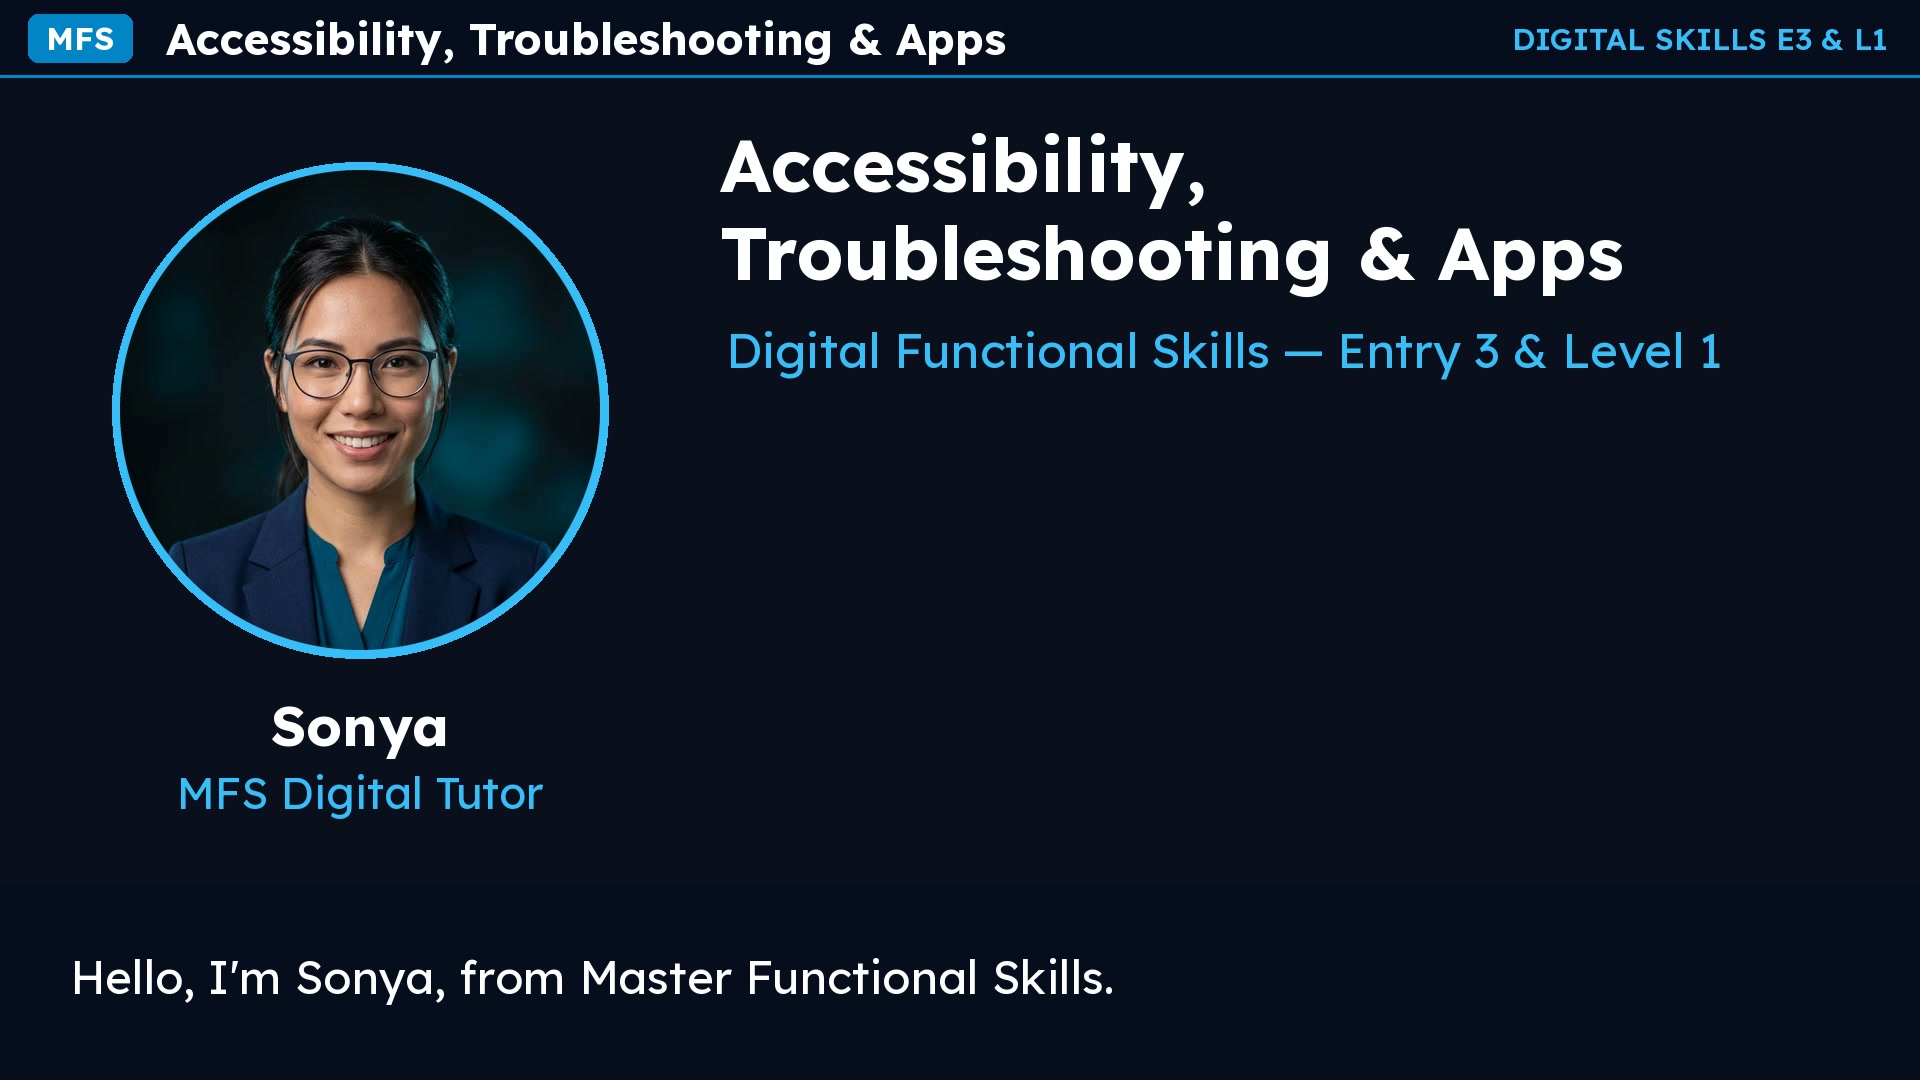 MFS
Accessibility, Troubleshooting & Apps
DIGITAL SKILLS E3 & L1
Accessibility,
Troubleshooting & Apps
Digital Functional Skills — Entry 3 & Level 1
Sonya
MFS Digital Tutor
Hello, I'm Sonya, from Master Functional Skills.